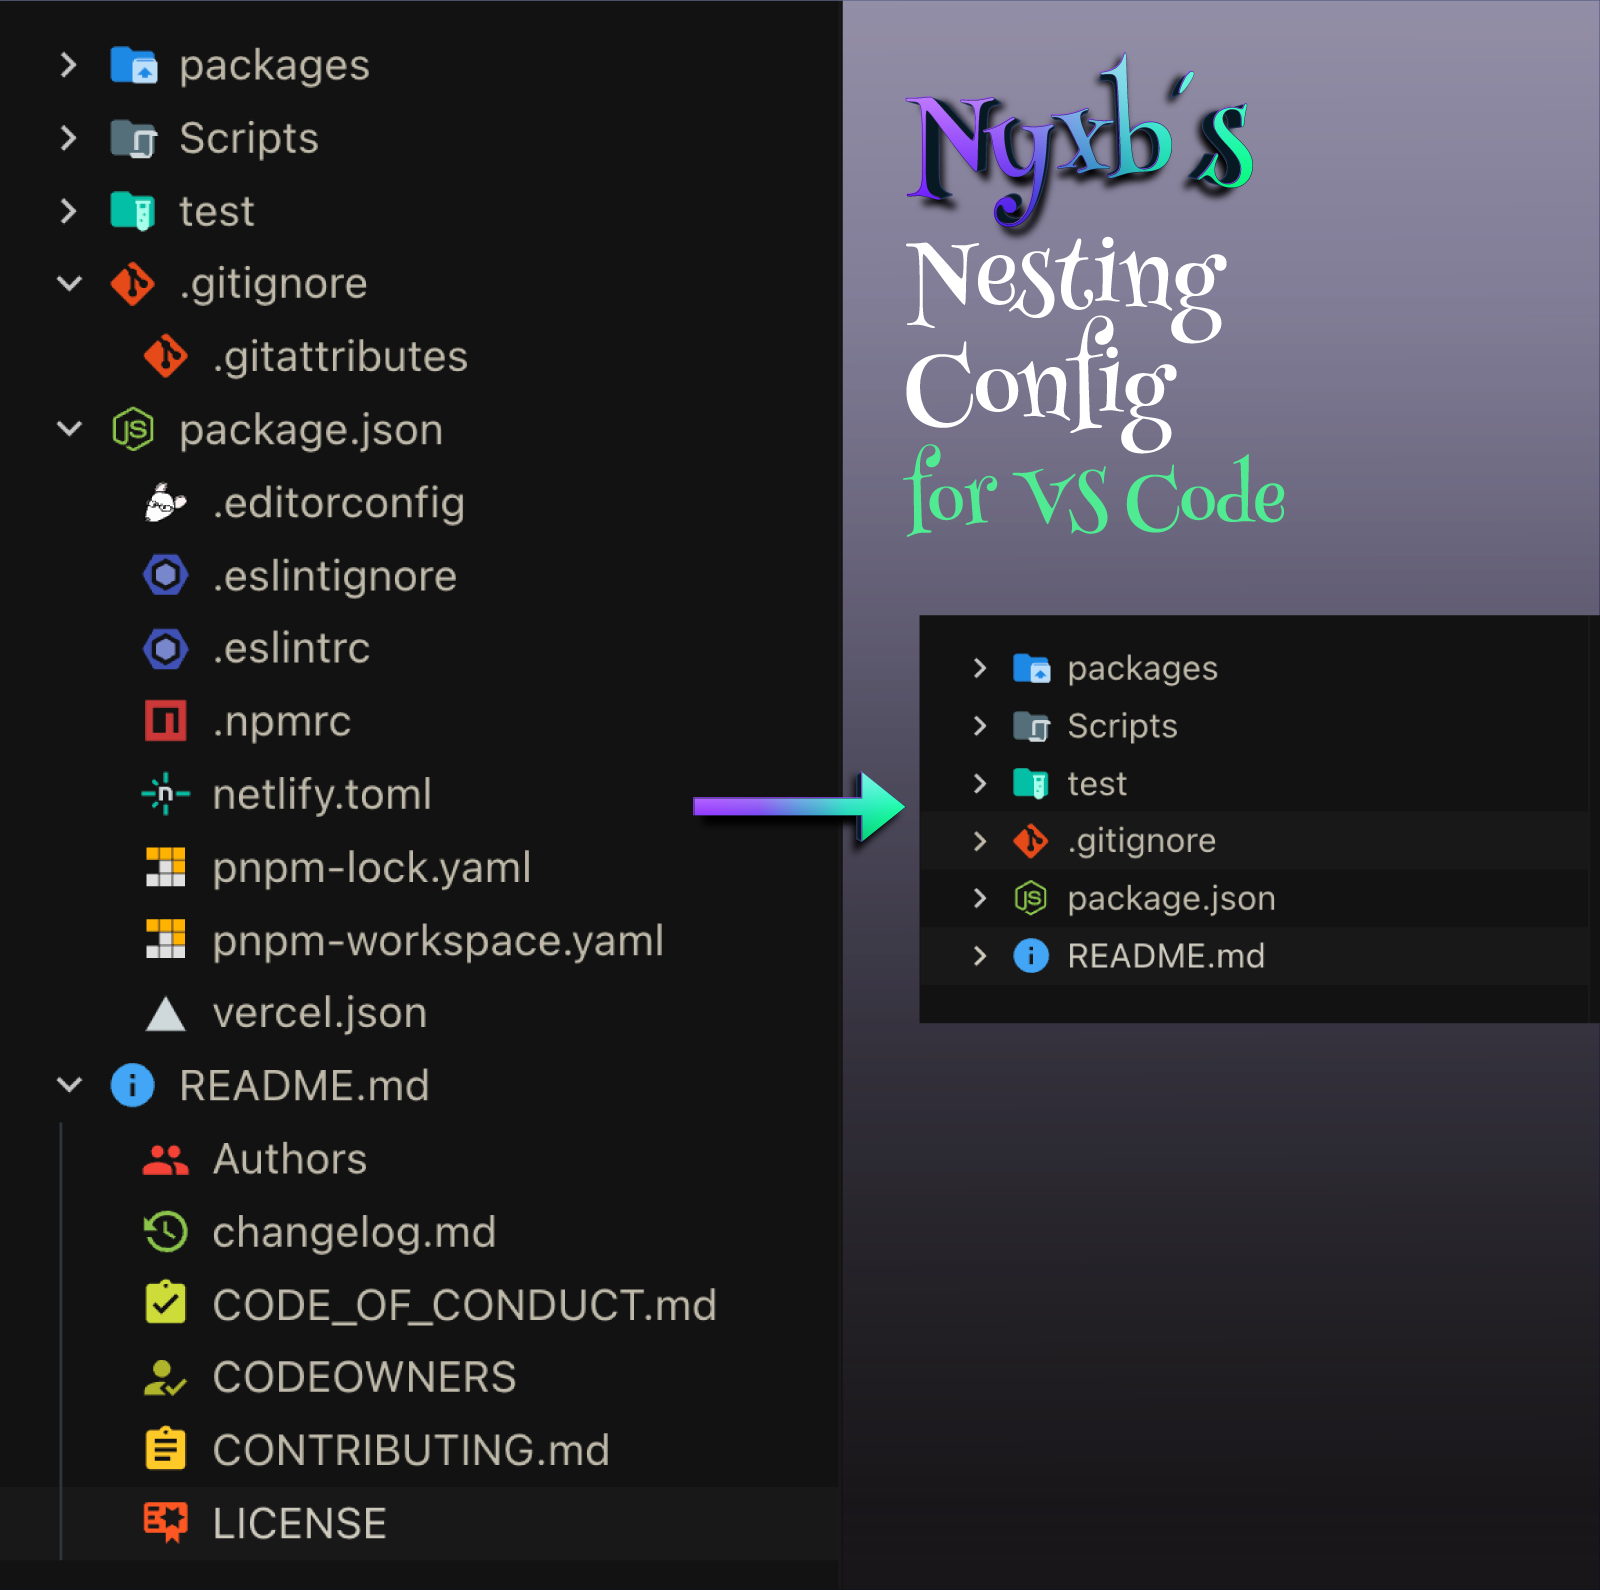 packages
Scripts
test
.gitignore
.gitattributes
package.json
.editorconfig
.eslintignore
.eslintrc
.npmrc
netlify.toml
pnpm-lock.yaml
pnpm-workspace.yaml
vercel.json
README.md
Authors
changelog.md
CODE_OF_CONDUCT.md
CODEOWNERS
CONTRIBUTING.md
LICENSE
Nyxb´s
Nesting
Config
for VS Code
packages
Scripts
test
.gitignore
package.json
README.md